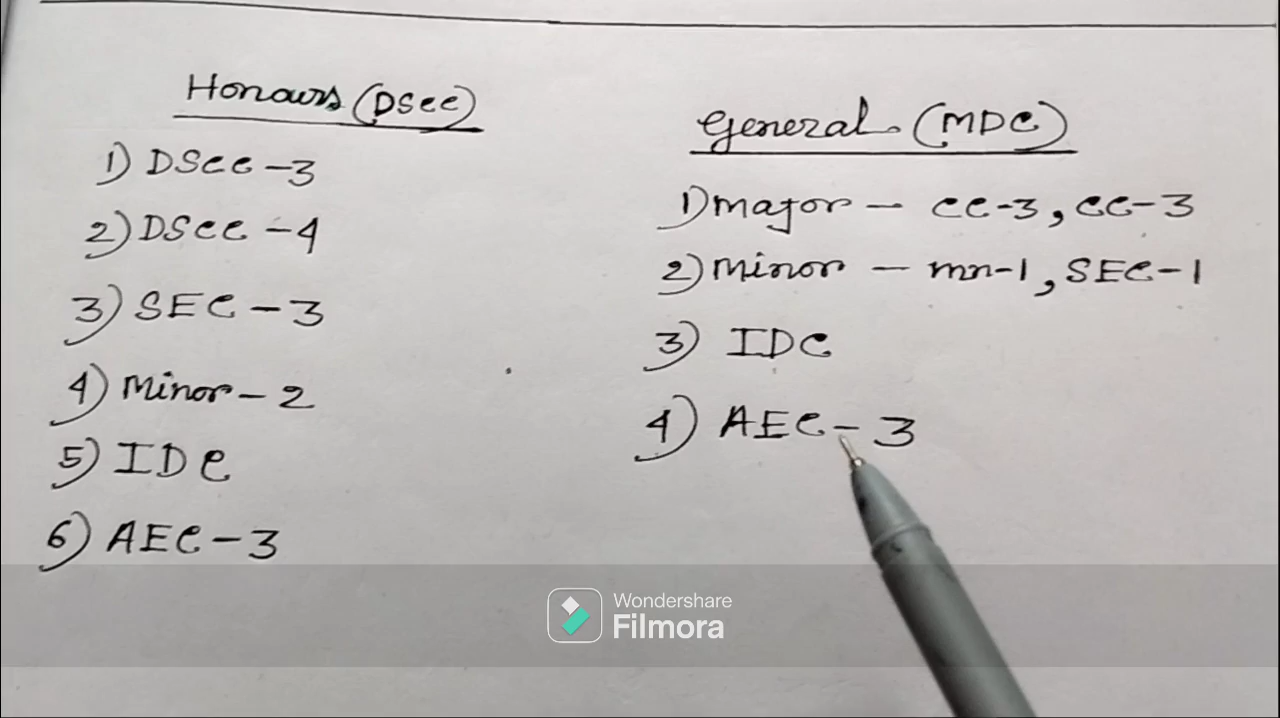 Honours (DSCC)
1) DSCC-3
2) DSCC-4
3) SEC-3
4) Minor-2
5) IDC
6) AEC-3
General (MDC)
1) major - CC-3, CC-3
2) Minor - mn-1, SEC-1
3) IDC
4) AEC-3
Wondershare
Filmora